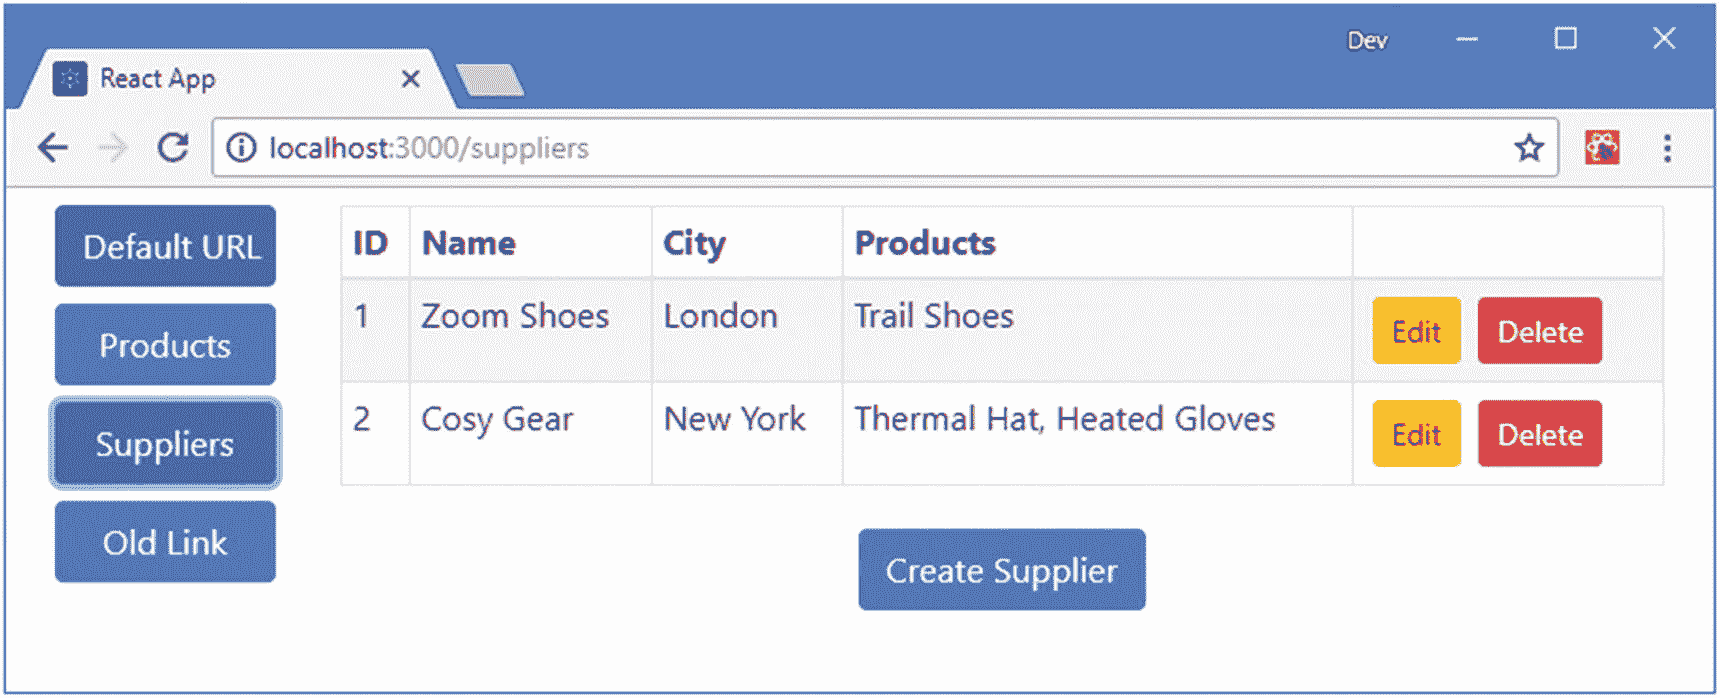 Dev
React App
localhost:3000/suppliers
Default URL
Products
Suppliers
Old Link
ID Name City Products
1 Zoom Shoes London Trail Shoes Edit Delete
2 Cosy Gear New York Thermal Hat, Heated Gloves Edit Delete
Create Supplier